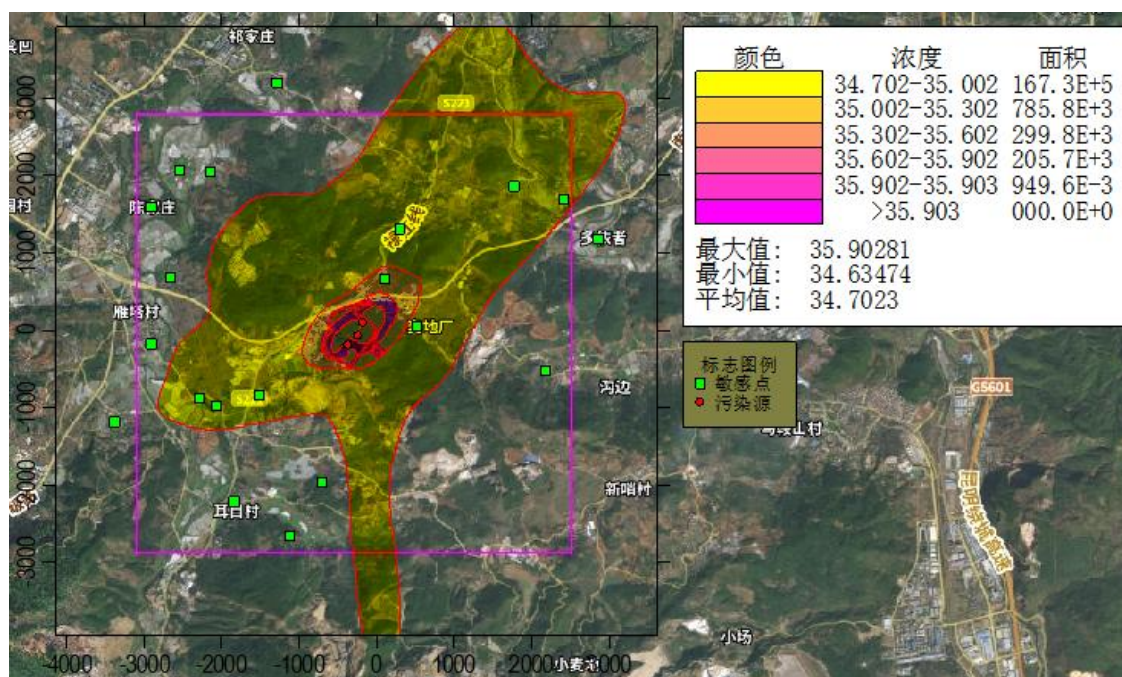 祁家庄
S223
3000
2000
陈家庄
1000
雁塔村
0
-1000
-2000
耳目村
-3000
沟边
新哨村
-4000 -3000 -2000 -1000 0 1000 2000 3000
小麦地
颜色 浓度 面积
34.702-35.002 167.3E+5
35.002-35.302 785.8E+3
35.302-35.602 299.8E+3
35.602-35.902 205.7E+3
35.902-35.903 949.6E-3
>35.903 000.0E+0
最大值: 35.90281
最小值: 34.63474
平均值: 34.7023
标志图例
敏感点
污染源
G5601
小场